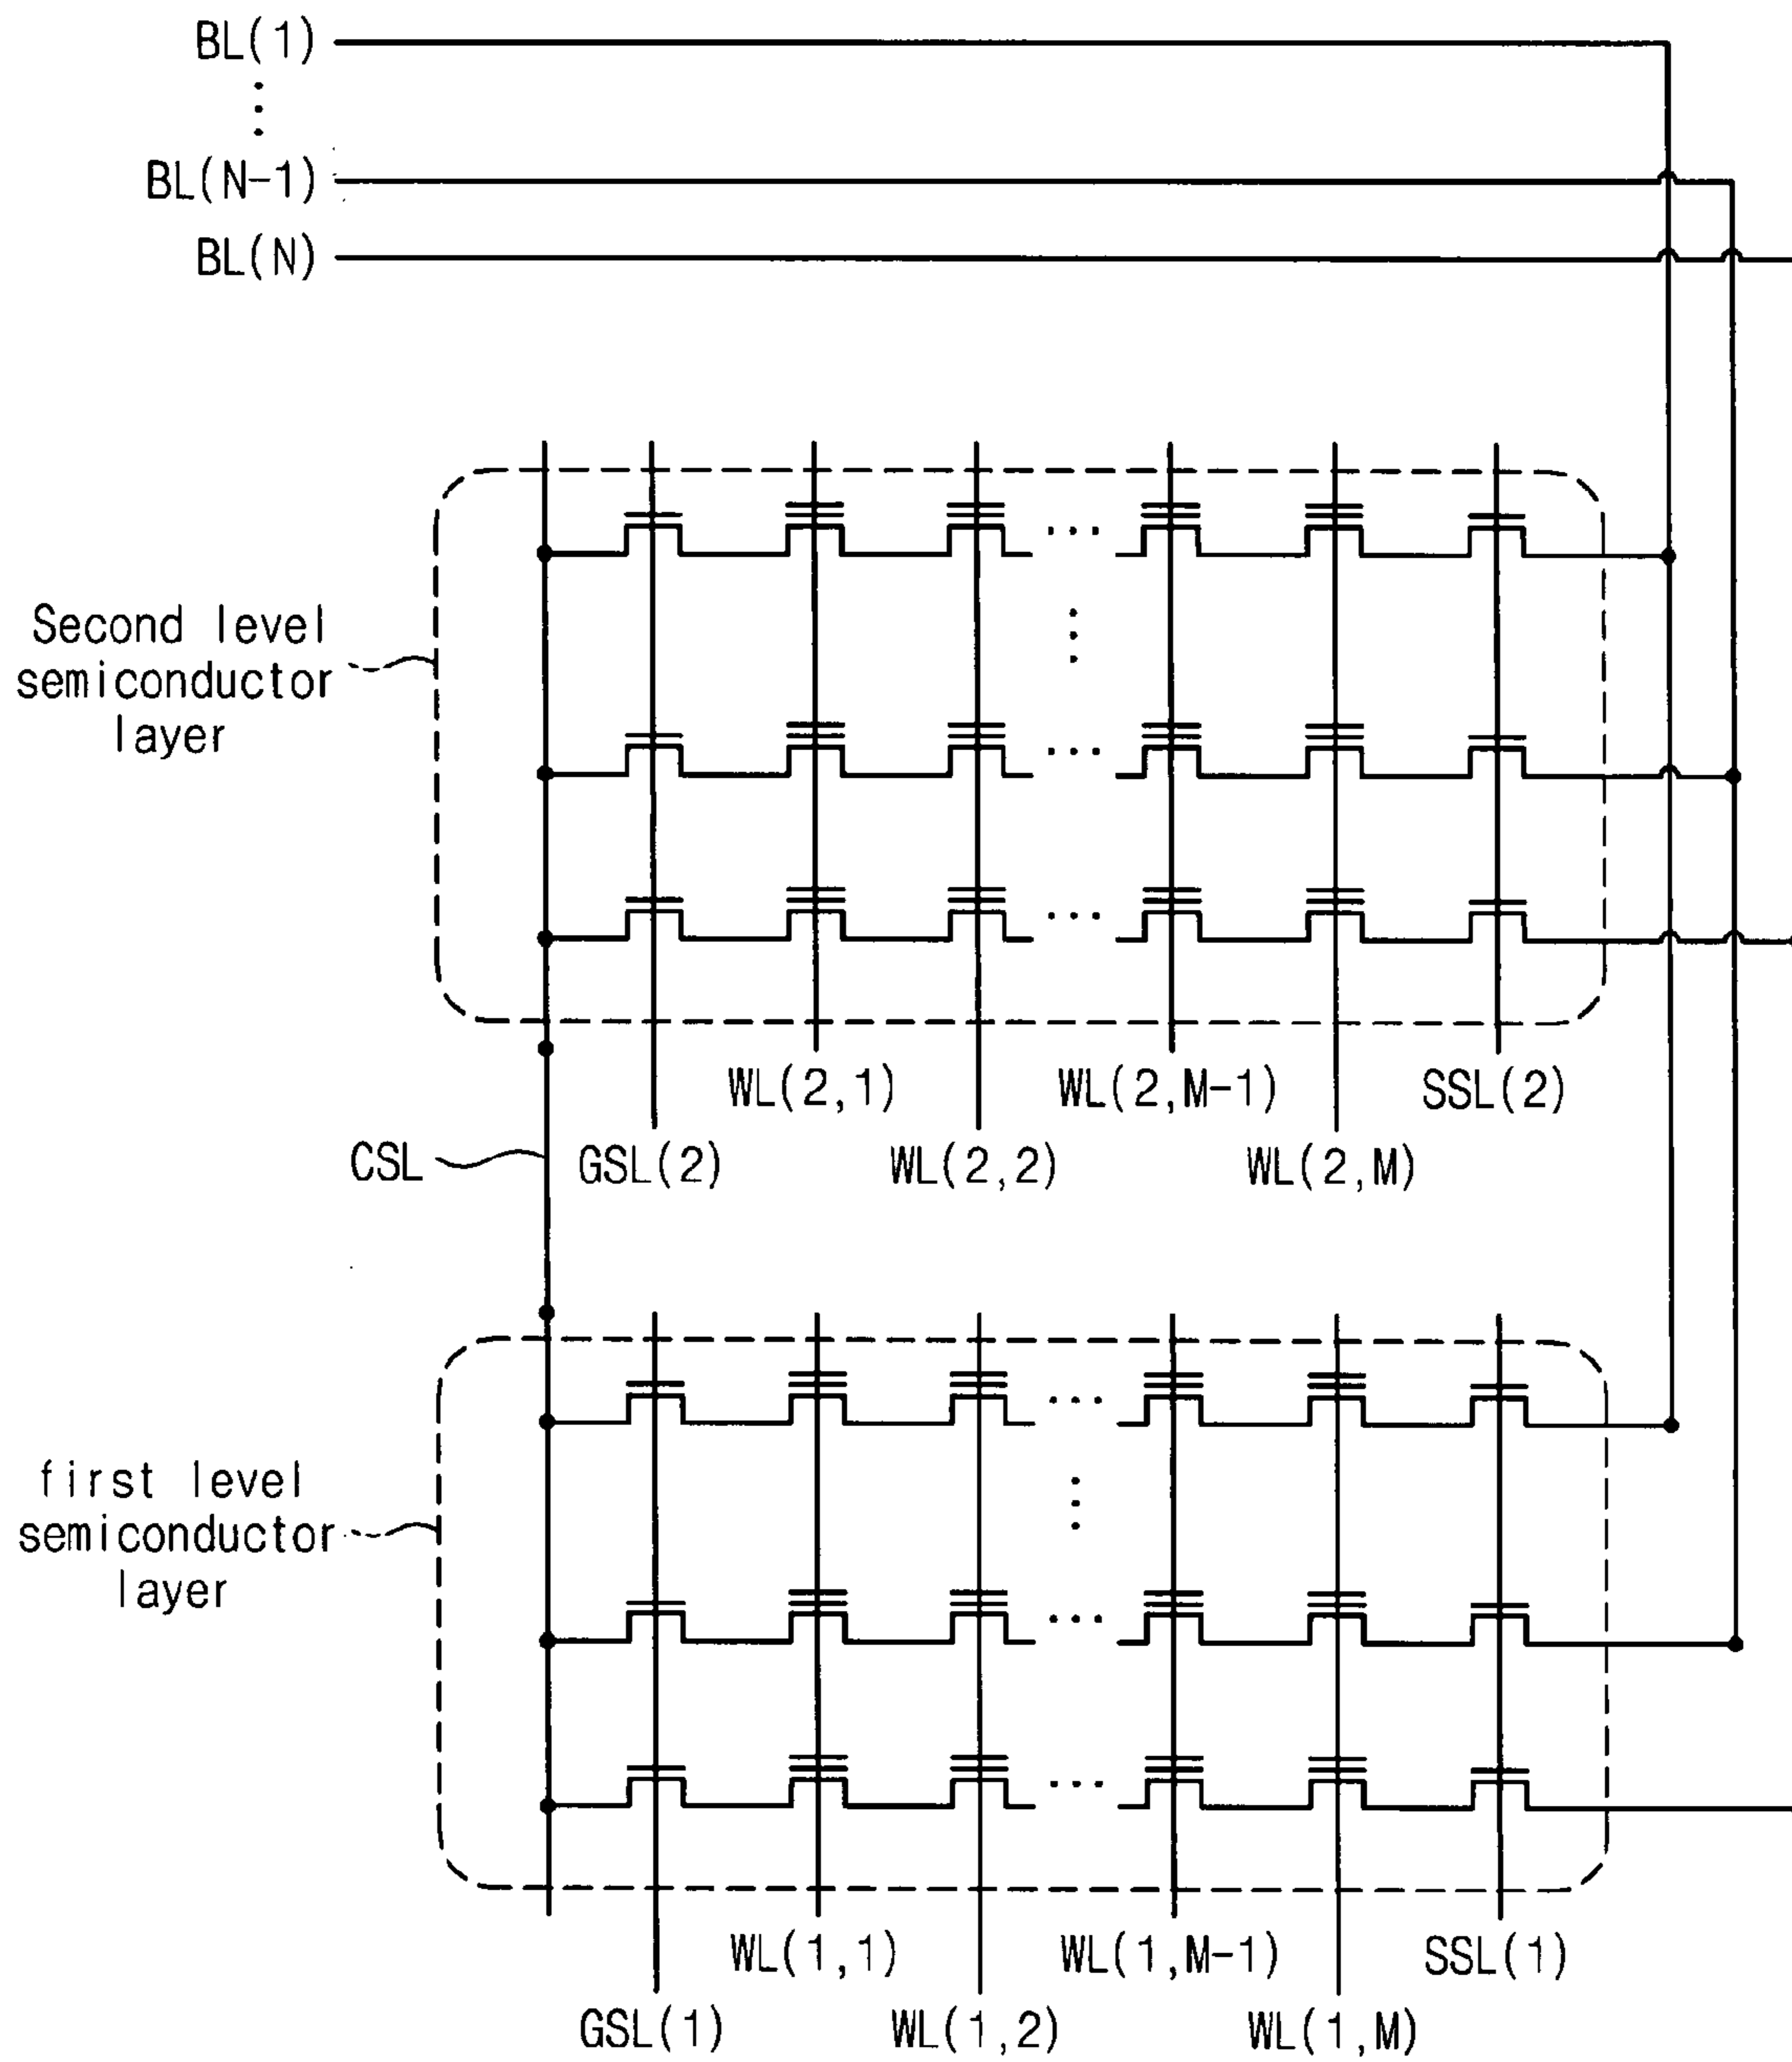 BL(1)
BL(N-1)
BL(N)
Second level
semiconductor
layer
WL(2,1)
WL(2,M-1)
SSL(2)
CSL
GSL(2)
WL(2,2)
WL(2,M)
first level
semiconductor
layer
WL(1,1)
WL(1,M-1)
SSL(1)
GSL(1)
WL(1,2)
WL(1,M)